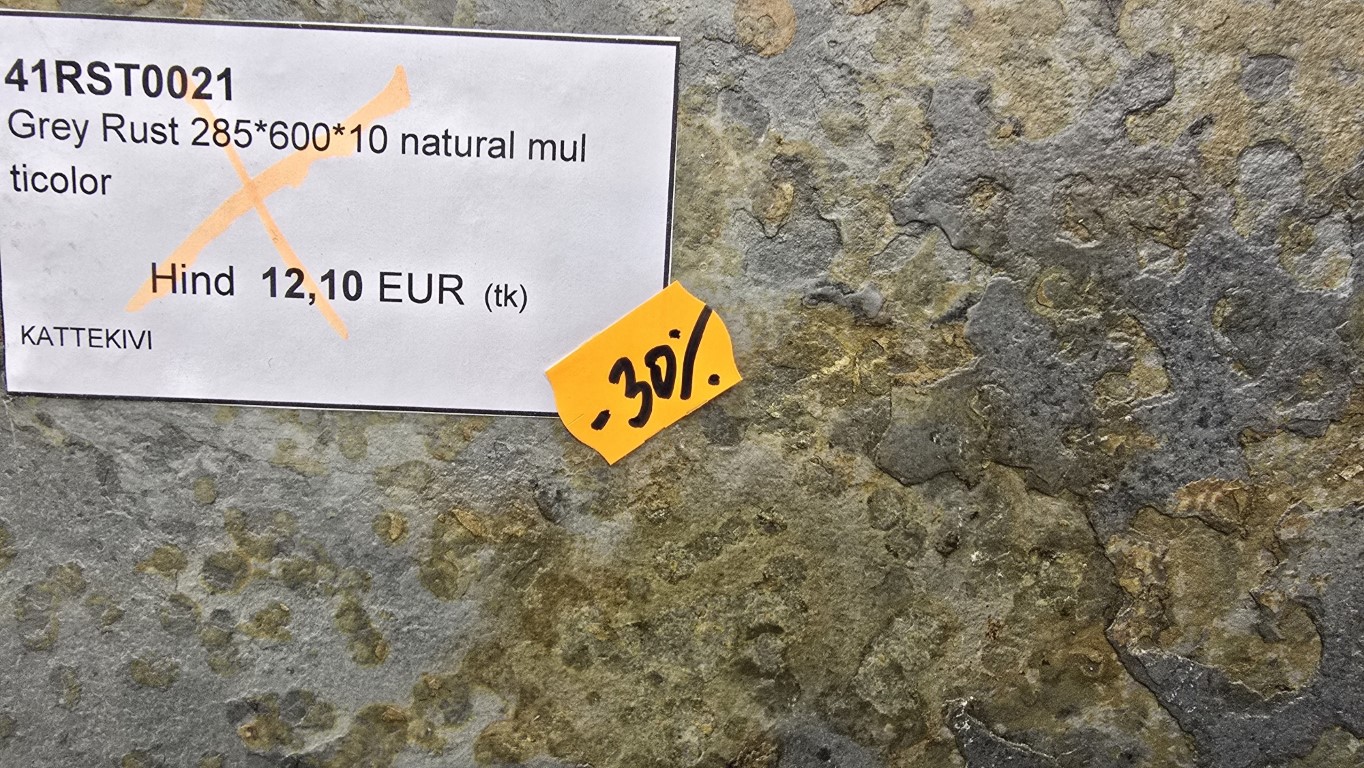 41RST0021
Grey Rust 285*600*10 natural mul
ticolor
Hind 12,10 EUR (tk)
KATTEKIVI
-30%